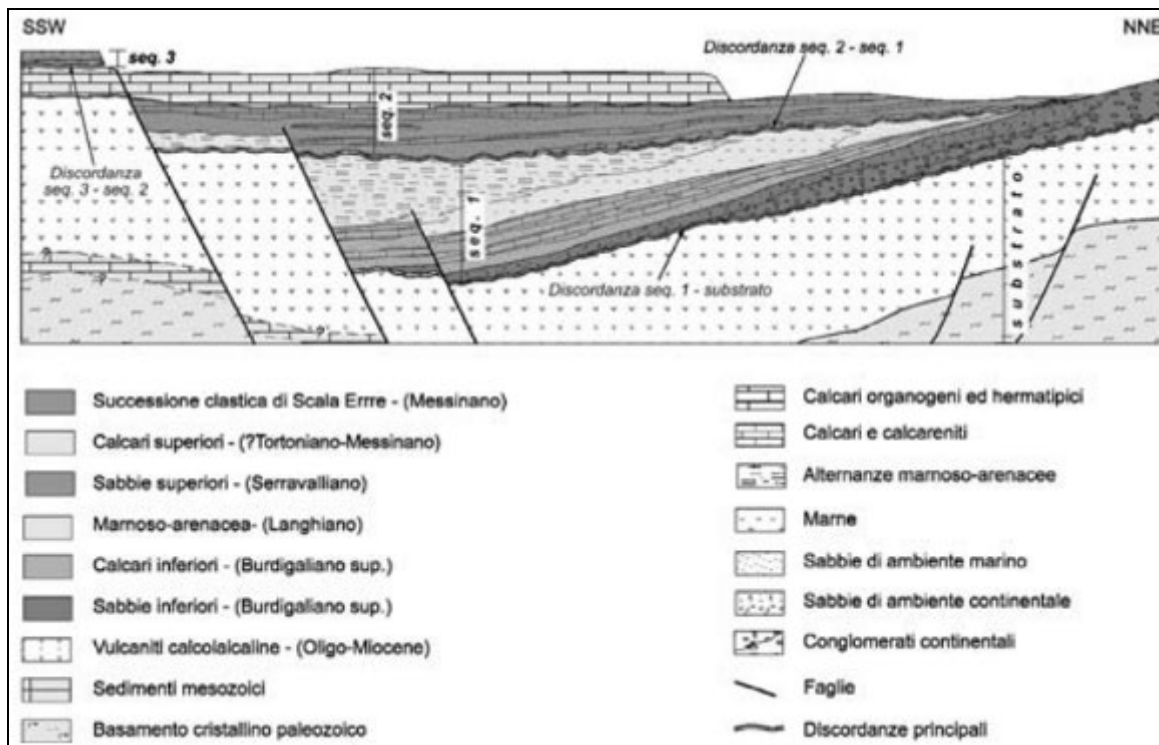 SSW
NNE
seq. 3
Discordanza seq. 2 - seq. 1
seq. 2
Discordanza
seq. 3 - seq. 2
seq. 1
Discordanza seq. 1 - substrato
substrato
?
?
?
Successione clastica di Scala Errre - (Messinano)
Calcari superiori - (?Tortoniano-Messinano)
Sabbie superiori - (Serravalliano)
Marnoso-arenacea- (Langhiano)
Calcari inferiori - (Burdigaliano sup.)
Sabbie inferiori - (Burdigaliano sup.)
Vulcaniti calcolalcaline - (Oligo-Miocene)
Sedimenti mesozoici
Basamento cristallino paleozoico
Calcari organogeni ed hermatipici
Calcari e calcareniti
Alternanze marnoso-arenacee
Marne
Sabbie di ambiente marino
Sabbie di ambiente continentale
Conglomerati continentali
Faglie
Discordanze principali